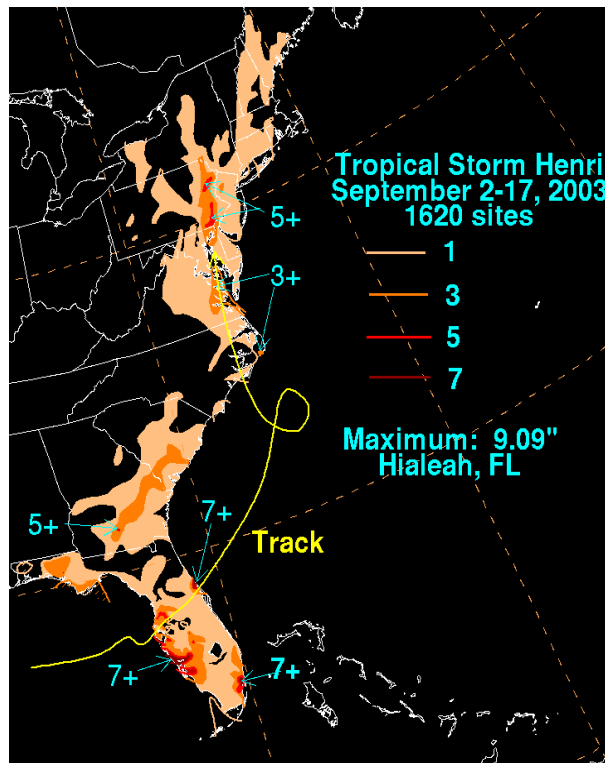 Tropical Storm Henri
September 2-17, 2003
1620 sites
5+
1
3+
3
5
7
Maximum: 9.09"
Hialeah, FL
5+
7+
Track
7+
7+